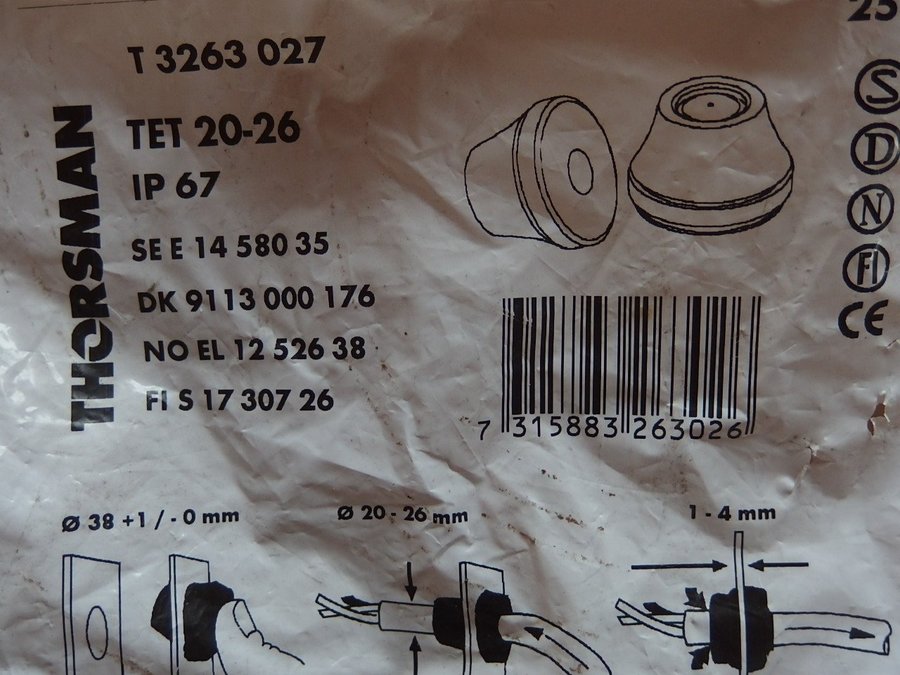 25
T 3263 027
THORSMAN
TET 20-26
IP 67
SE E 14 580 35
DK 9113 000 176
NO EL 12 526 38
FI S 17 307 26
S
D
N
FI
CE
7 315883 263026
Ø 38 +1 / - 0 mm
Ø 20 - 26 mm
1 - 4 mm